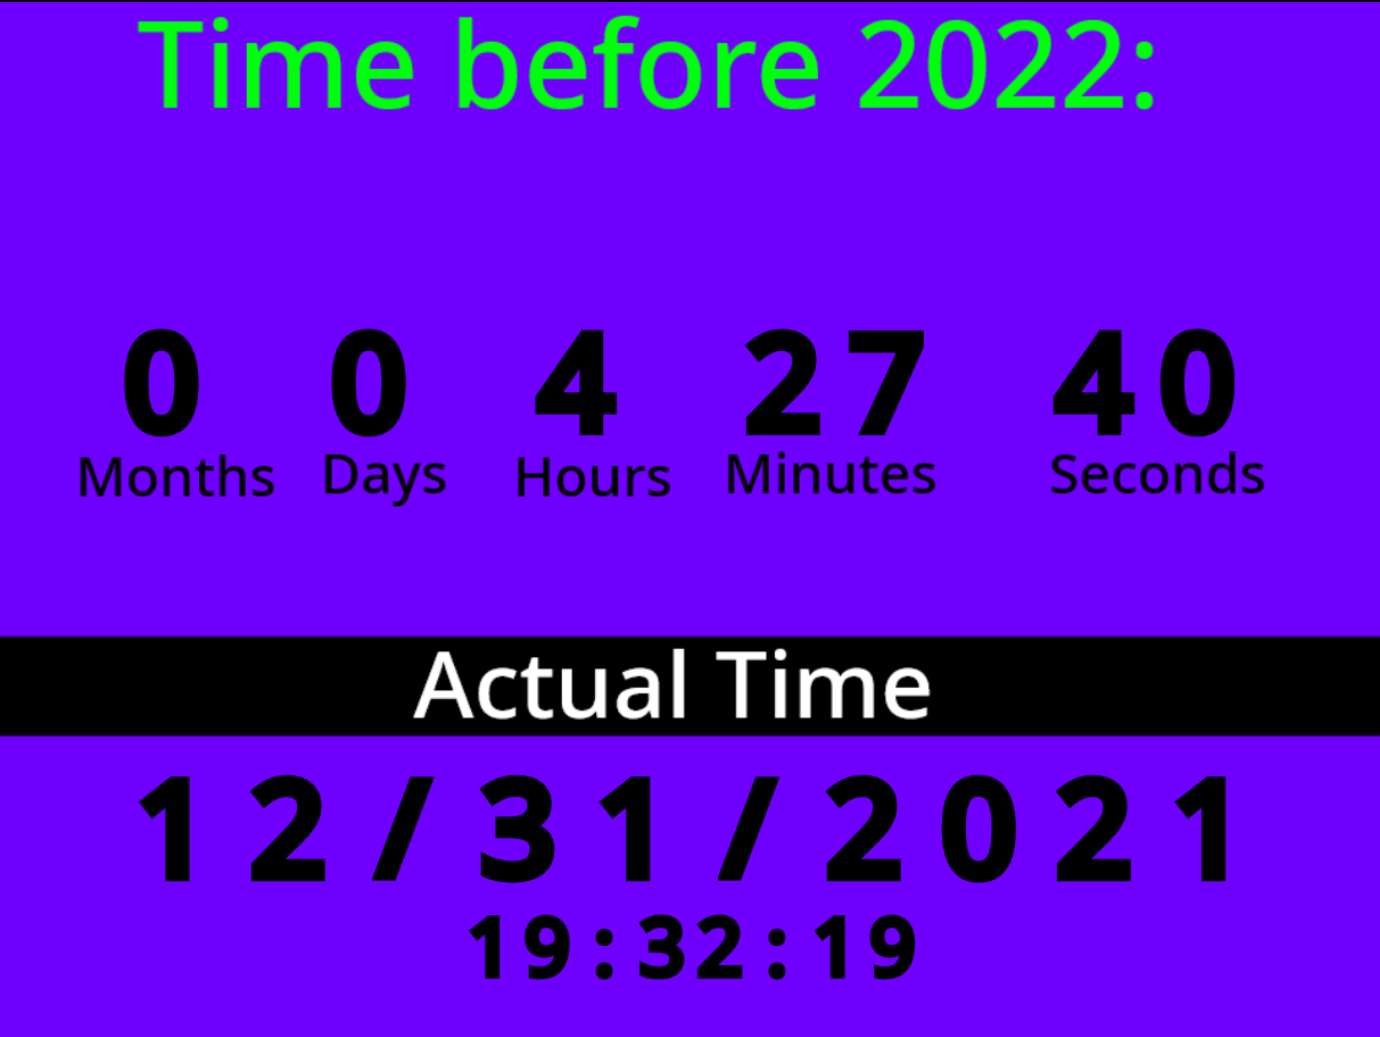 Time before 2022:
0 0 4 27 40
Months Days Hours Minutes Seconds
Actual Time
12/31/2021
19:32:19